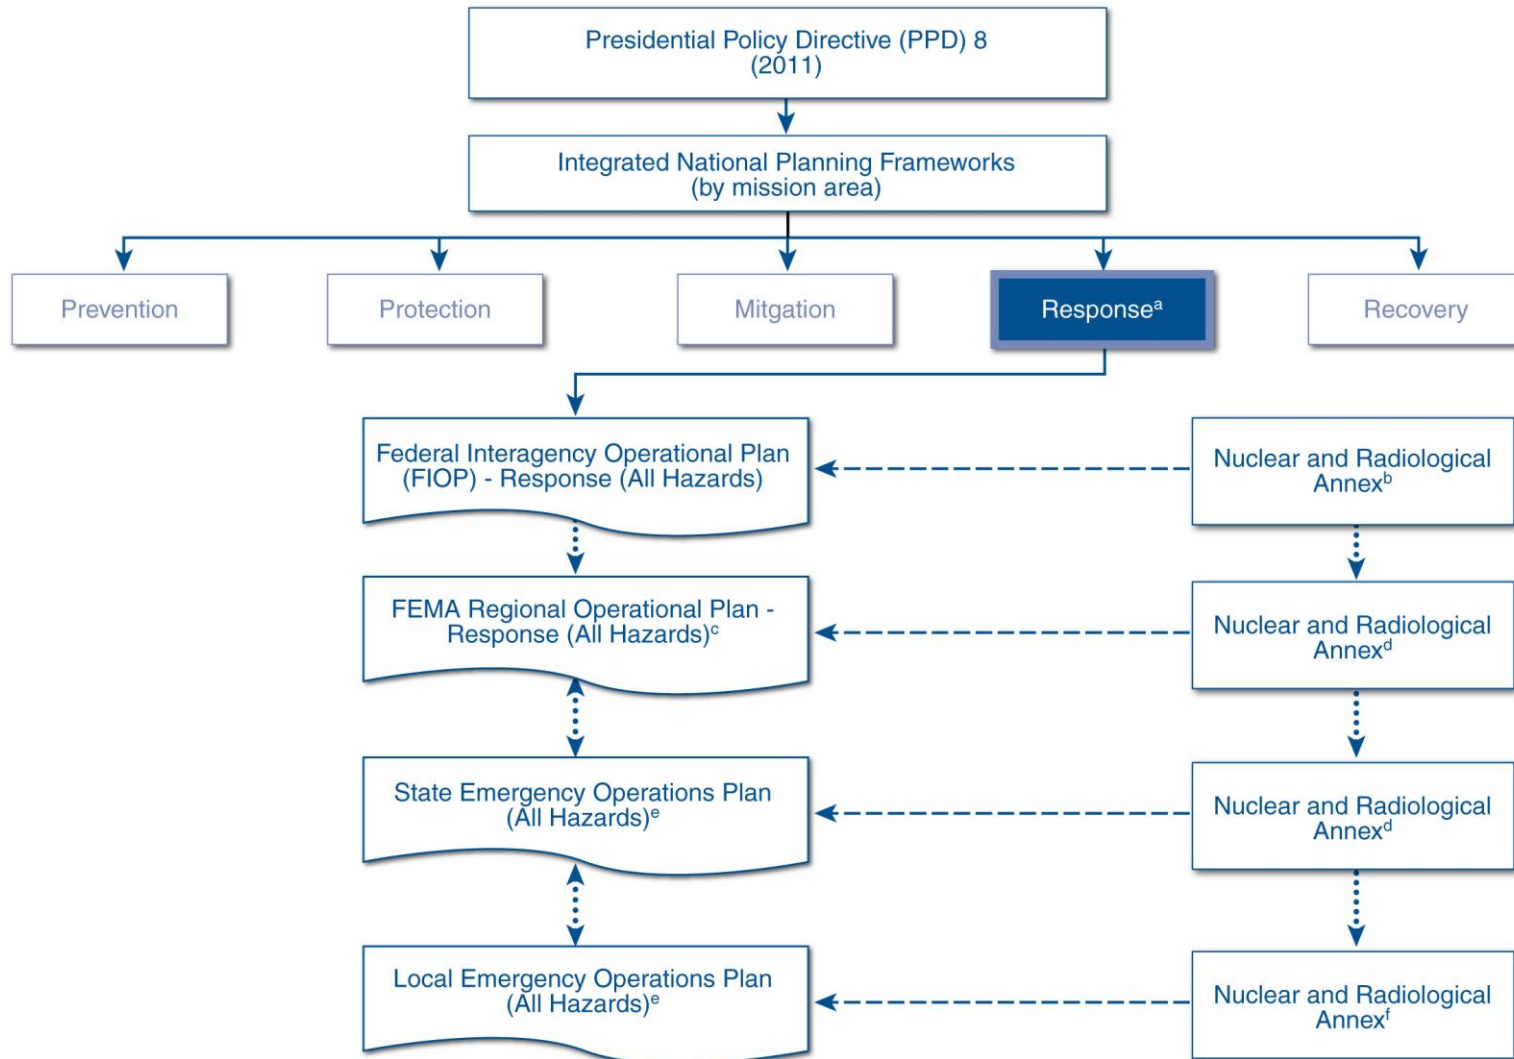 Presidential Policy Directive (PPD) 8
(2011)
Integrated National Planning Frameworks
(by mission area)
Prevention
Protection
Mitgation
Responseᵃ
Recovery
Federal Interagency Operational Plan
(FIOP) - Response (All Hazards)
Nuclear and Radiological
Annexᵇ
FEMA Regional Operational Plan -
Response (All Hazards)ᶜ
Nuclear and Radiological
Annexᵈ
State Emergency Operations Plan
(All Hazards)ᵉ
Nuclear and Radiological
Annexᵈ
Local Emergency Operations Plan
(All Hazards)ᵉ
Nuclear and Radiological
Annexᶠ